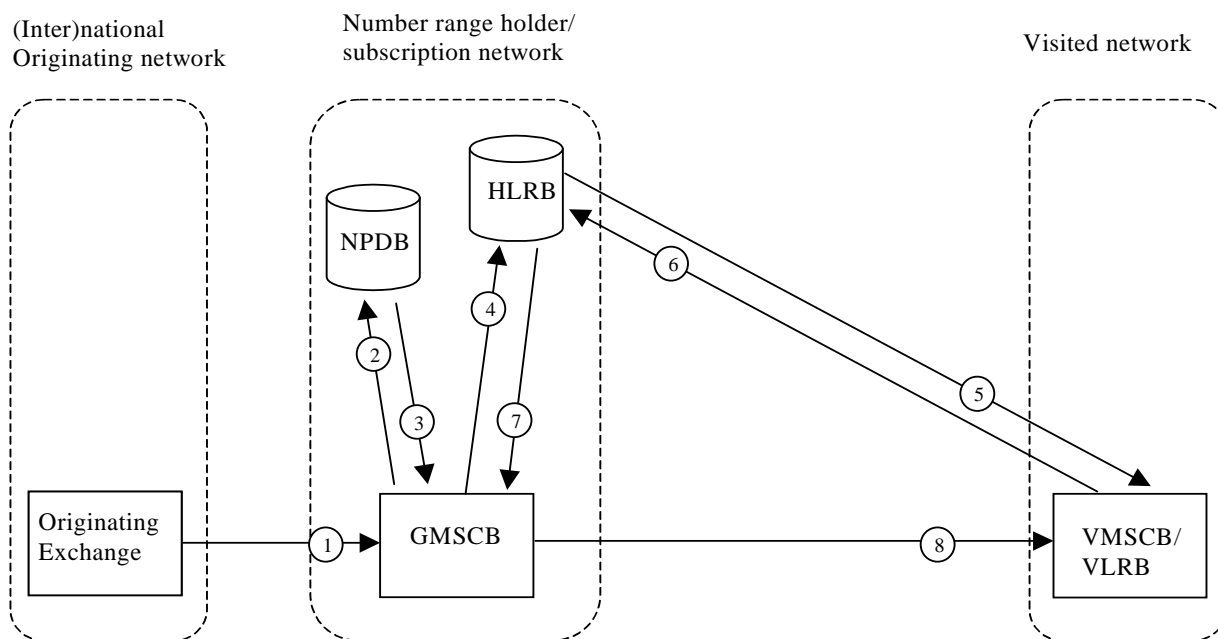 (Inter)national
Originating network
Number range holder/
subscription network
Visited network
HLRB
NPDB
6
4
2
5
3
7
Originating
Exchange
1
GMSCB
8
VMSCB/
VLRB